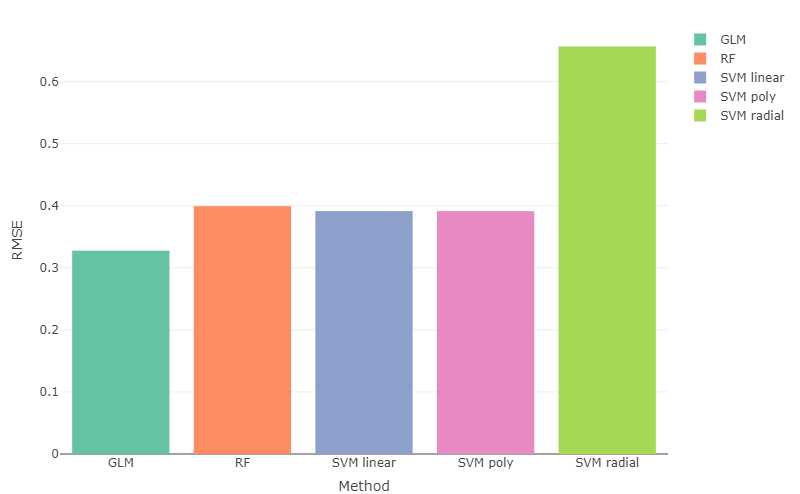 GLM
RF
SVM linear
SVM poly
SVM radial
0.6
0.5
0.4
0.3
0.2
0.1
0
RMSE
GLM RF SVM linear SVM poly SVM radial
Method